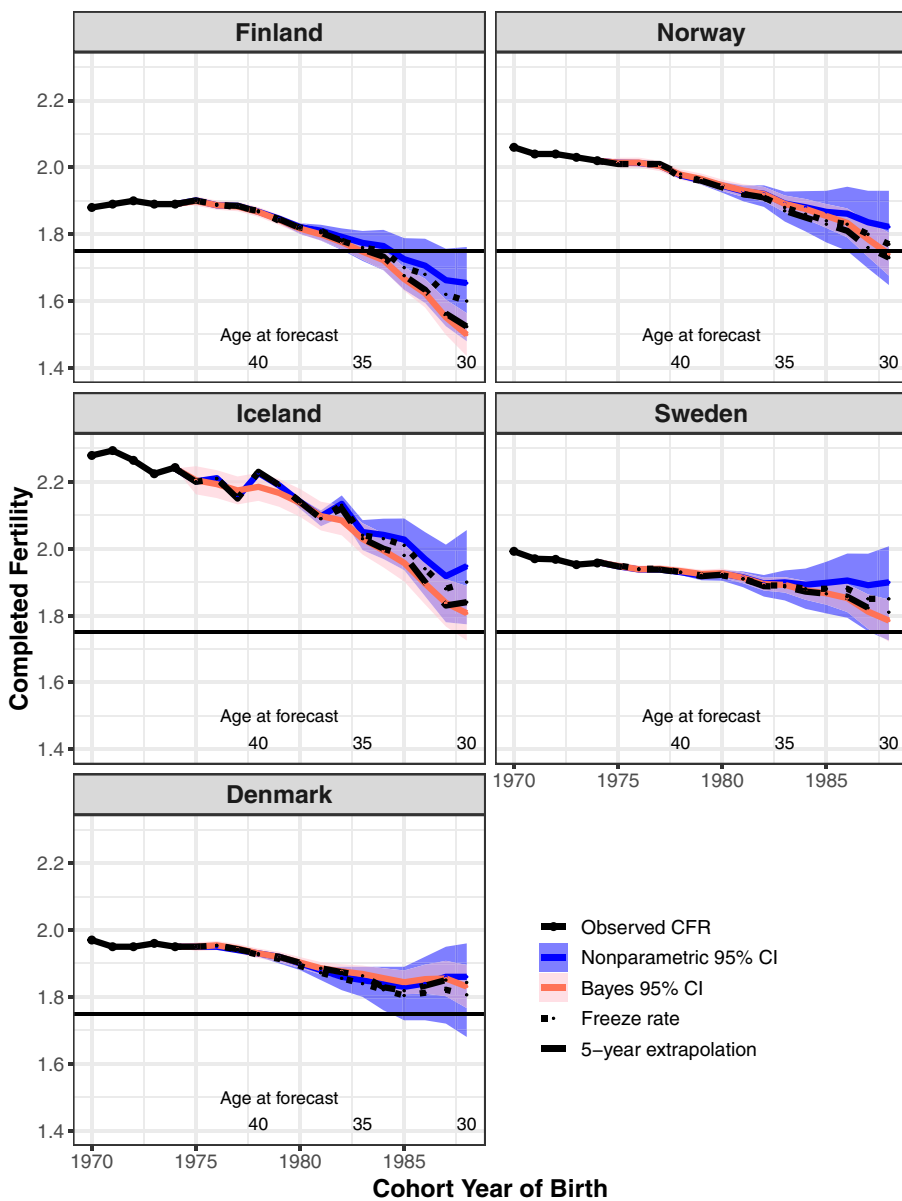 Finland
Norway
2.2
2.0
1.8
1.6
1.4
Age at forecast
40
35
30
Age at forecast
40
35
30
Iceland
Sweden
2.2
2.0
1.8
1.6
1.4
Age at forecast
40
35
30
Age at forecast
40
35
30
1970
1975
1980
1985
Completed Fertility
Denmark
2.2
2.0
1.8
1.6
1.4
Age at forecast
40
35
30
1970
1975
1980
1985
Observed CFR
Nonparametric 95% CI
Bayes 95% CI
Freeze rate
5−year extrapolation
Cohort Year of Birth